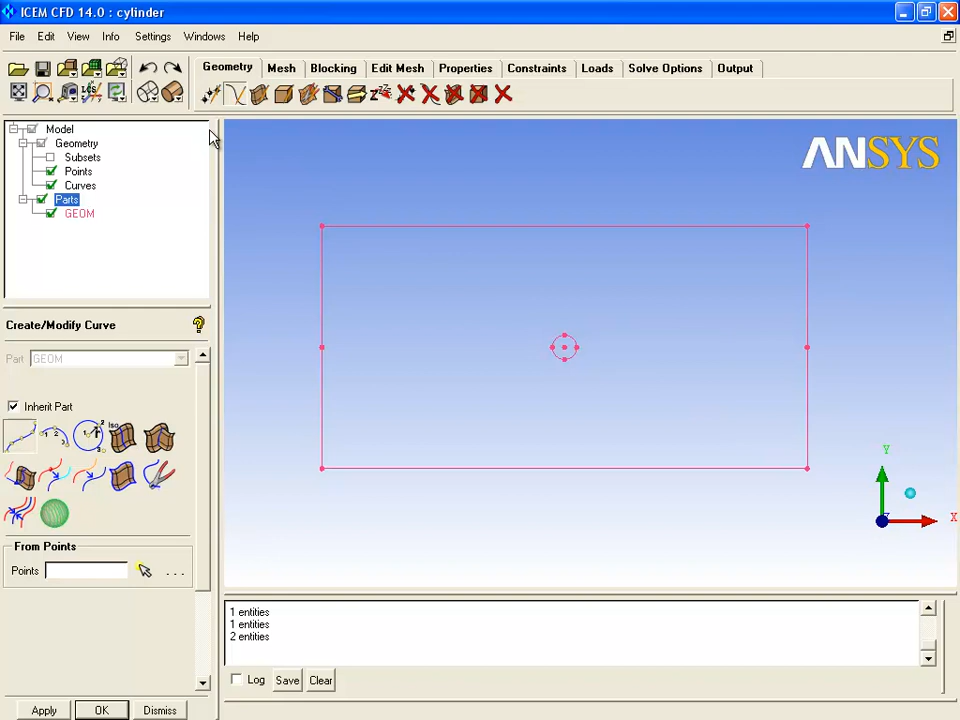 ICEM CFD 14.0 : cylinder
File Edit View Info Settings Windows Help
Geometry Mesh Blocking Edit Mesh Properties Constraints Loads Solve Options Output
Model
Geometry
Subsets
Points
Curves
Parts
GEOM
ANSYS
Create/Modify Curve
Part GEOM
Inherit Part
From Points
Points
. . .
Y
X
1 entities
1 entities
2 entities
Log Save Clear
Apply OK Dismiss